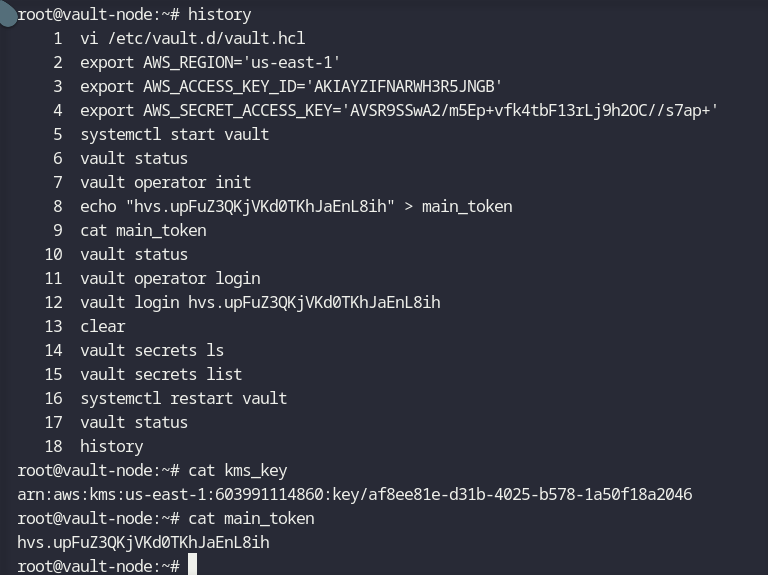 root@vault-node:~# history
1 vi /etc/vault.d/vault.hcl
2 export AWS_REGION='us-east-1'
3 export AWS_ACCESS_KEY_ID='AKIAYZIFNARWH3R5JNGB'
4 export AWS_SECRET_ACCESS_KEY='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'
5 systemctl start vault
6 vault status
7 vault operator init
8 echo "hvs.upFuZ3QKjVKd0TKhJaEnL8ih" > main_token
9 cat main_token
10 vault status
11 vault operator login
12 vault login hvs.upFuZ3QKjVKd0TKhJaEnL8ih
13 clear
14 vault secrets ls
15 vault secrets list
16 systemctl restart vault
17 vault status
18 history
root@vault-node:~# cat kms_key
arn:aws:kms:us-east-1:603991114860:key/af8ee81e-d31b-4025-b578-1a50f18a2046
root@vault-node:~# cat main_token
hvs.upFuZ3QKjVKd0TKhJaEnL8ih
root@vault-node:~#